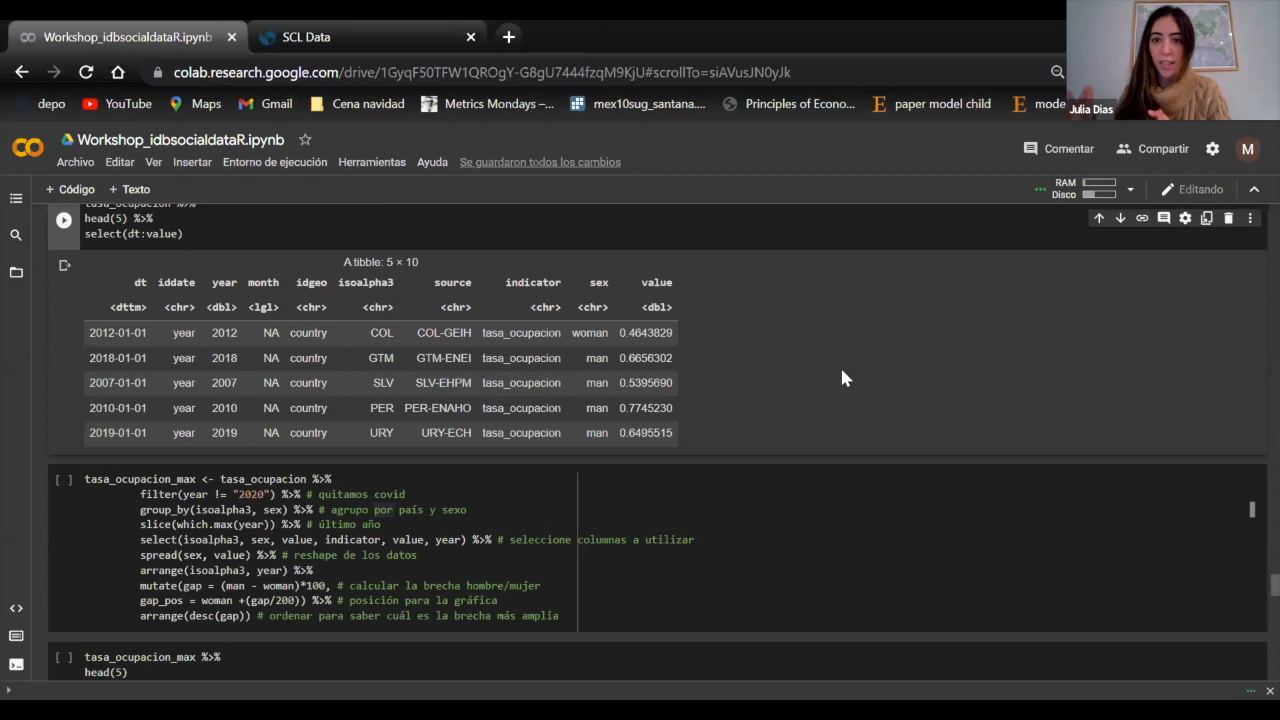 Workshop_idbsocialdataR.ipynb
SCL Data
colab.research.google.com/drive/1GyqF50TFW1QROgY-G8gU7444fzqM9KjU#scrollTo=siAVusJN0yJk
depo YouTube Maps Gmail Cena navidad Metrics Mondays –... mex10sug_santana.... Principles of Econo... paper model child mode
Julia Dias
Workshop_idbsocialdataR.ipynb
Archivo Editar Ver Insertar Entorno de ejecución Herramientas Ayuda Se guardaron todos los cambios
Comentar Compartir M
+ Código + Texto
RAM
Disco
Editando
tasa_ocupacion %>%
head(5) %>%
select(dt:value)
A tibble: 5 × 10
dt iddate year month idgeo isoalpha3 source indicator sex value
<dttm> <chr> <dbl> <lgl> <chr> <chr> <chr> <chr> <chr> <dbl>
2012-01-01 year 2012 NA country COL COL-GEIH tasa_ocupacion woman 0.4643829
2018-01-01 year 2018 NA country GTM GTM-ENEI tasa_ocupacion man 0.6656302
2007-01-01 year 2007 NA country SLV SLV-EHPM tasa_ocupacion man 0.5395690
2010-01-01 year 2010 NA country PER PER-ENAHO tasa_ocupacion man 0.7745230
2019-01-01 year 2019 NA country URY URY-ECH tasa_ocupacion man 0.6495515
[ ] tasa_ocupacion_max <- tasa_ocupacion %>%
filter(year != "2020") %>% # quitamos covid
group_by(isoalpha3, sex) %>% # agrupo por país y sexo
slice(which.max(year)) %>% # último año
select(isoalpha3, sex, value, indicator, value, year) %>% # seleccione columnas a utilizar
spread(sex, value) %>% # reshape de los datos
arrange(isoalpha3, year) %>%
mutate(gap = (man - woman)*100, # calcular la brecha hombre/mujer
gap_pos = woman +(gap/200)) %>% # posición para la gráfica
arrange(desc(gap)) # ordenar para saber cuál es la brecha más amplia
[ ] tasa_ocupacion_max %>%
head(5)